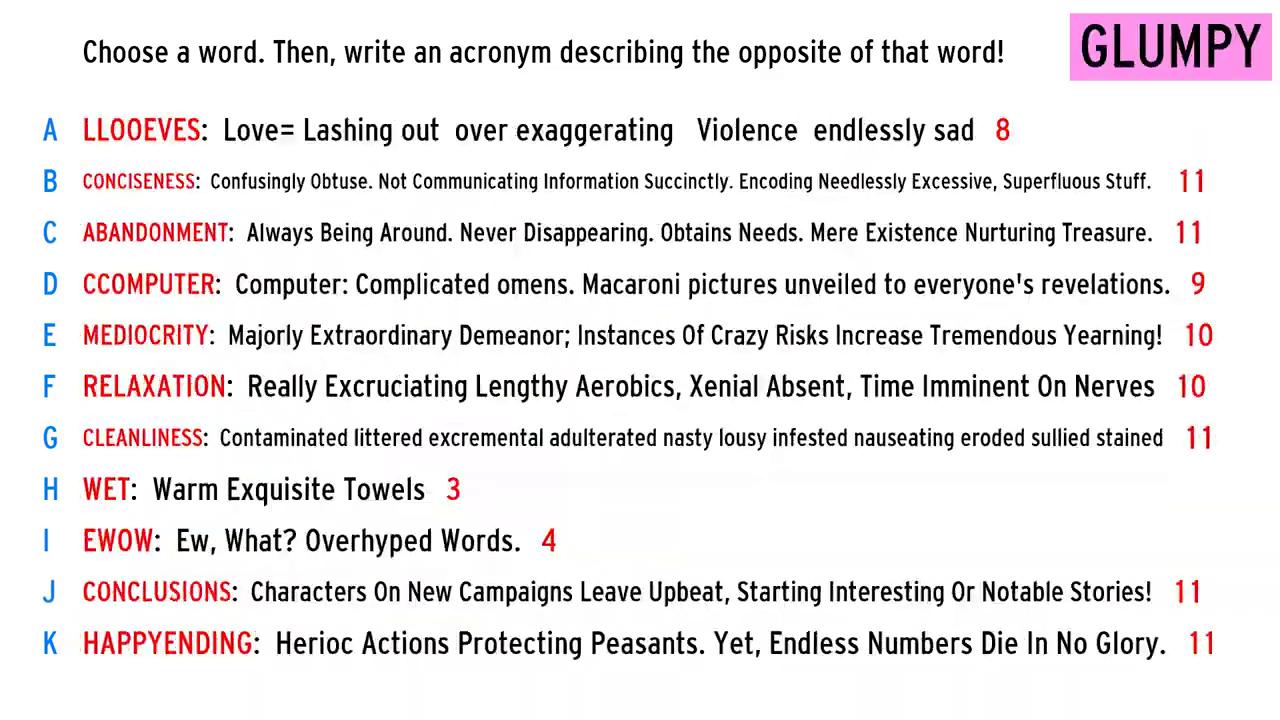 Choose a word. Then, write an acronym describing the opposite of that word!
GLUMPY
A LLOOEVES: Love= Lashing out over exaggerating Violence endlessly sad 8
B CONCISENESS: Confusingly Obtuse. Not Communicating Information Succinctly. Encoding Needlessly Excessive, Superfluous Stuff. 11
C ABANDONMENT: Always Being Around. Never Disappearing. Obtains Needs. Mere Existence Nurturing Treasure. 11
D CCOMPUTER: Computer: Complicated omens. Macaroni pictures unveiled to everyone's revelations. 9
E MEDIOCRITY: Majorly Extraordinary Demeanor; Instances Of Crazy Risks Increase Tremendous Yearning! 10
F RELAXATION: Really Excruciating Lengthy Aerobics, Xenial Absent, Time Imminent On Nerves 10
G CLEANLINESS: Contaminated littered excremental adulterated nasty lousy infested nauseating eroded sullied stained 11
H WET: Warm Exquisite Towels 3
I EWOW: Ew, What? Overhyped Words. 4
J CONCLUSIONS: Characters On New Campaigns Leave Upbeat, Starting Interesting Or Notable Stories! 11
K HAPPYENDING: Herioc Actions Protecting Peasants. Yet, Endless Numbers Die In No Glory. 11